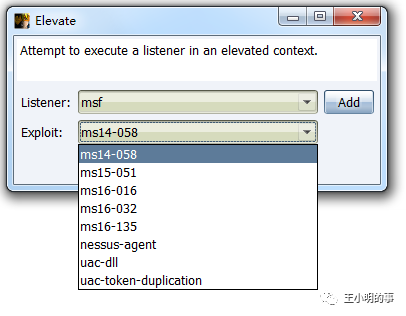 Elevate
Attempt to execute a listener in an elevated context.
Listener: msf Add
Exploit: ms14-058
ms14-058
ms15-051
ms16-016
ms16-032
ms16-135
nessus-agent
uac-dll
uac-token-duplication
王小明的事